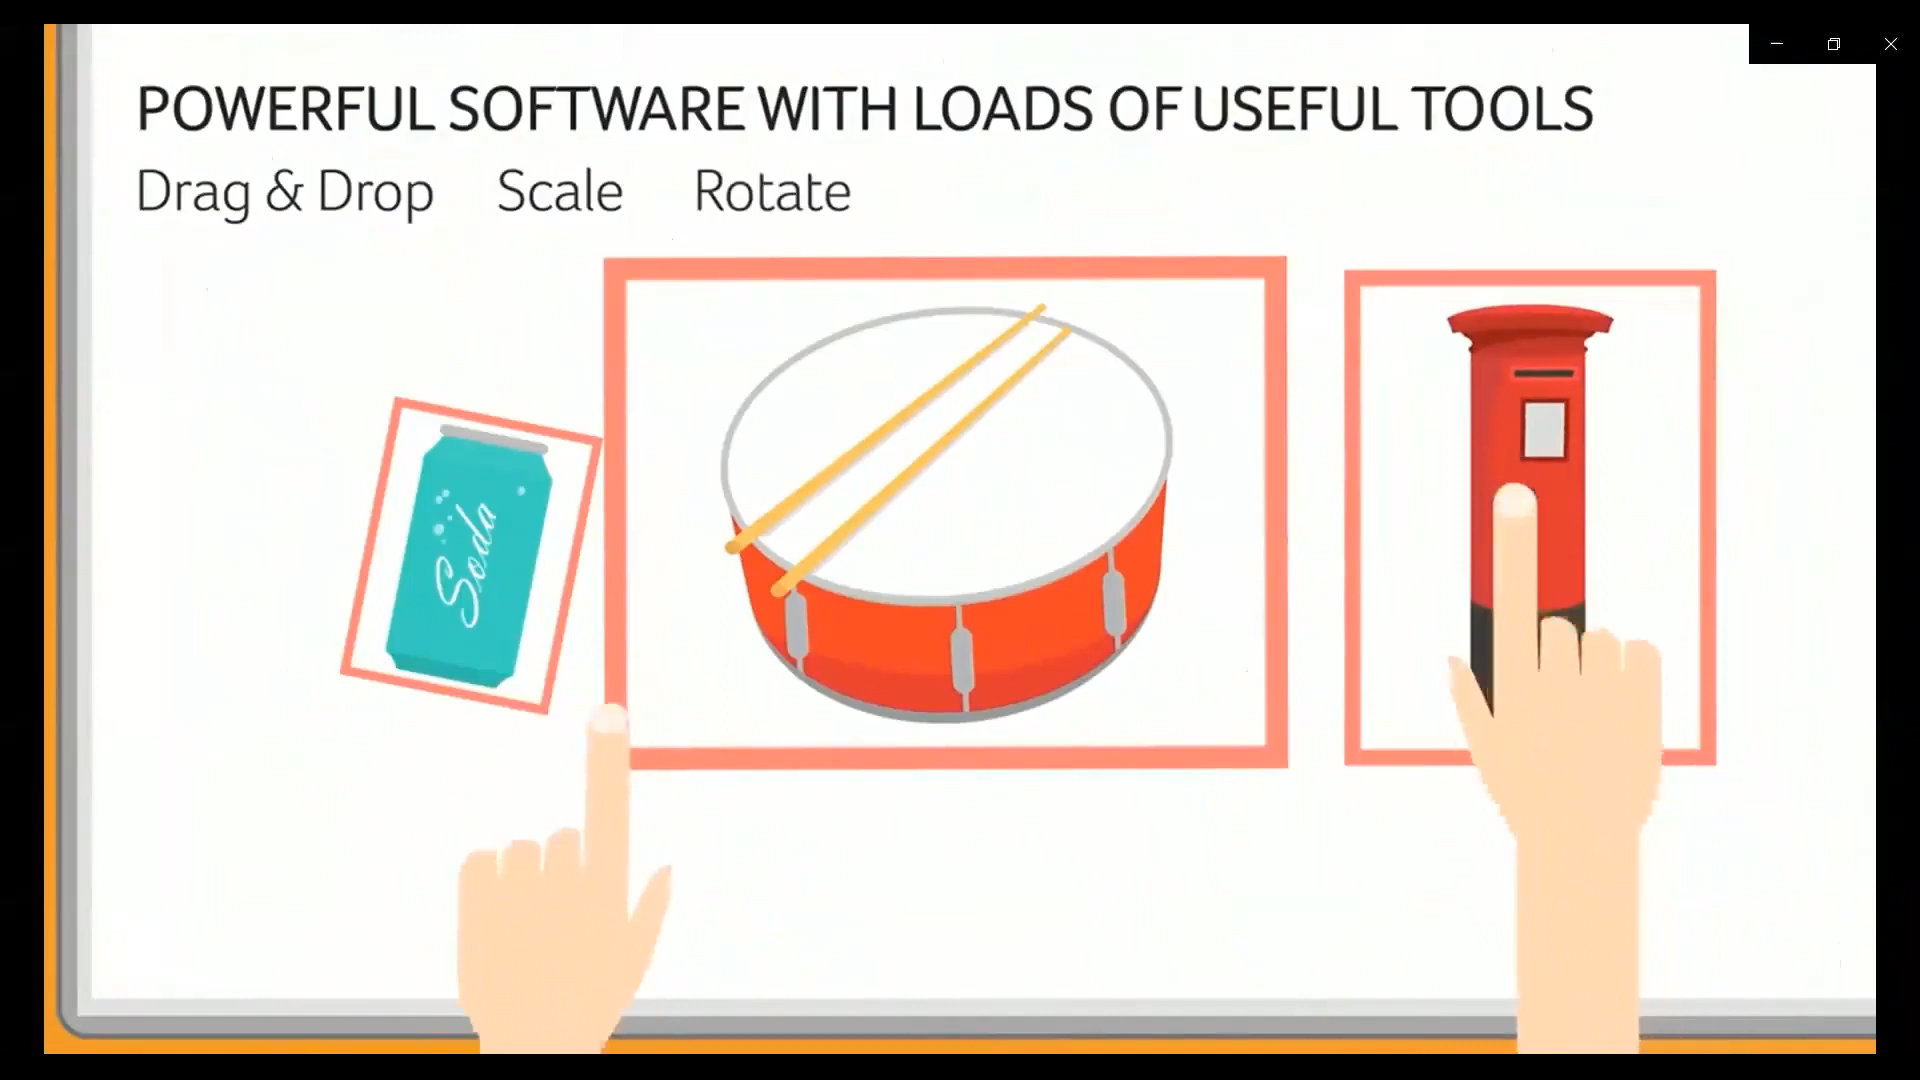 POWERFUL SOFTWARE WITH LOADS OF USEFUL TOOLS
Drag & Drop Scale Rotate
Soda